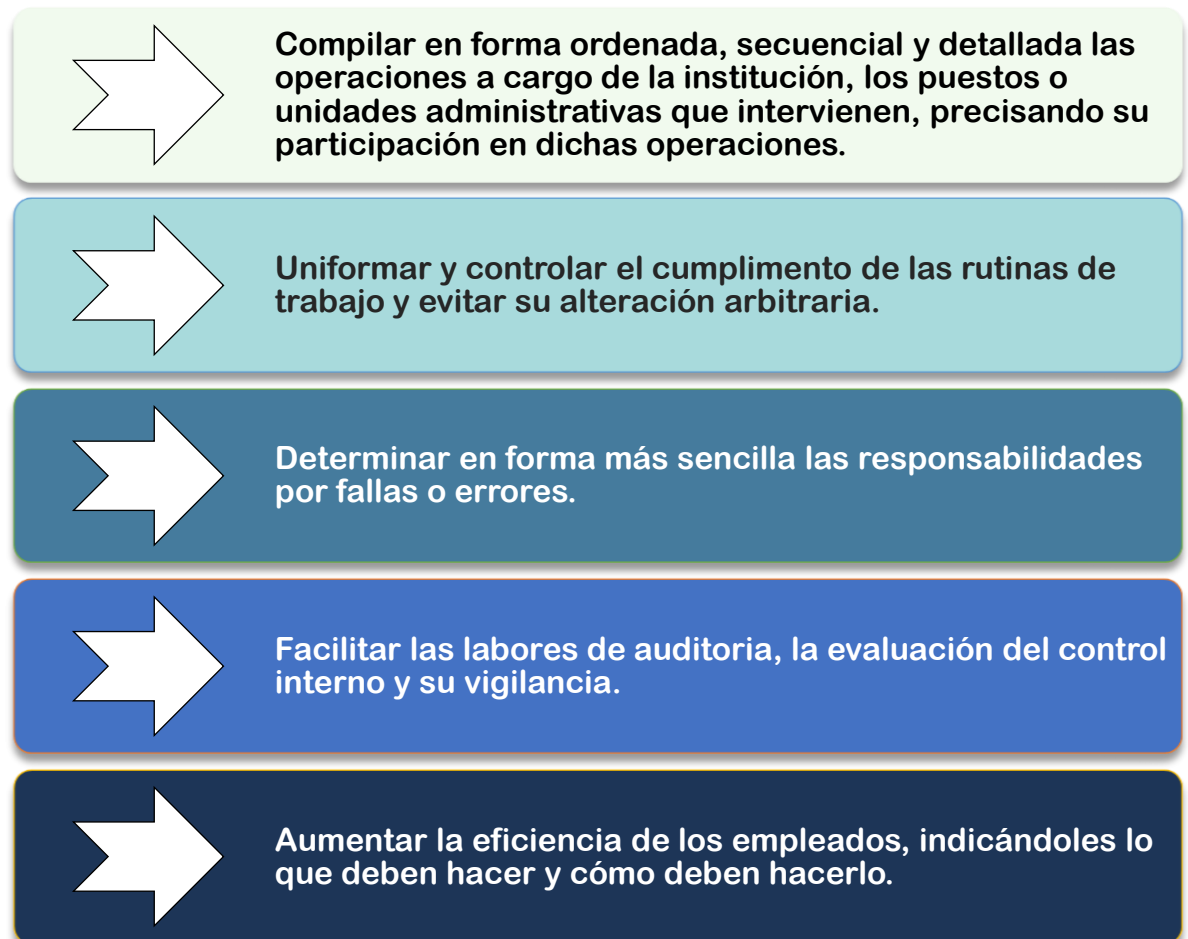 Compilar en forma ordenada, secuencial y detallada las
operaciones a cargo de la institución, los puestos o
unidades administrativas que intervienen, precisando su
participación en dichas operaciones.
Uniformar y controlar el cumplimento de las rutinas de
trabajo y evitar su alteración arbitraria.
Determinar en forma más sencilla las responsabilidades
por fallas o errores.
Facilitar las labores de auditoria, la evaluación del control
interno y su vigilancia.
Aumentar la eficiencia de los empleados, indicándoles lo
que deben hacer y cómo deben hacerlo.